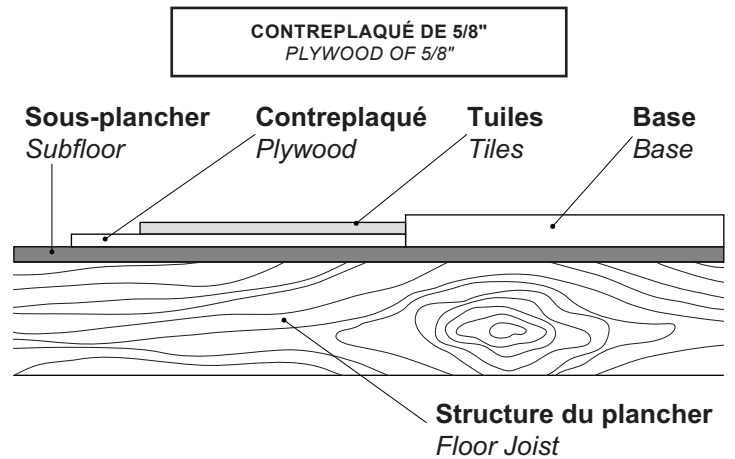 CONTREPLAQUÉ DE 5/8"
PLYWOOD OF 5/8"
Sous-plancher
Subfloor
Contreplaqué
Plywood
Tuiles
Tiles
Base
Base
Structure du plancher
Floor Joist